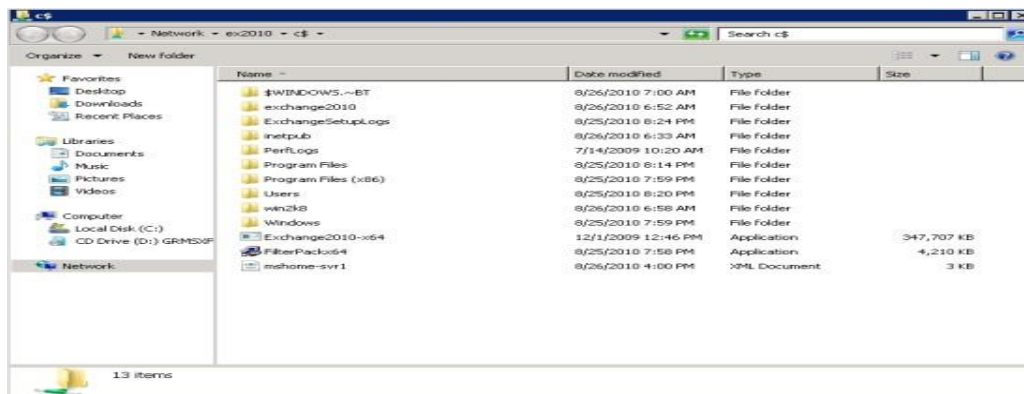 c$
Network ex2010 c$
Search c$
Organize New folder
Favorites
Desktop
Downloads
Recent Places
Libraries
Documents
Music
Pictures
Videos
Computer
Local Disk (C:)
CD Drive (D:) GRMSXF
Network
Name Date modified Type Size
$WINDOWS.~BT 8/26/2010 7:00 AM File folder
exchange2010 8/26/2010 6:52 AM File folder
ExchangeSetupLogs 8/25/2010 8:24 PM File folder
inetpub 8/26/2010 6:33 AM File folder
PerfLogs 7/14/2009 10:20 AM File folder
Program Files 8/25/2010 8:14 PM File folder
Program Files (x86) 8/25/2010 7:59 PM File folder
Users 8/25/2010 8:20 PM File folder
win2k8 8/26/2010 6:58 AM File folder
Windows 8/25/2010 7:59 PM File folder
Exchange2010-x64 12/1/2009 12:46 PM Application 347,707 KB
FilterPackx64 8/25/2010 7:58 PM Application 4,210 KB
mshome-svr1 8/26/2010 4:00 PM XML Document 3 KB
13 items